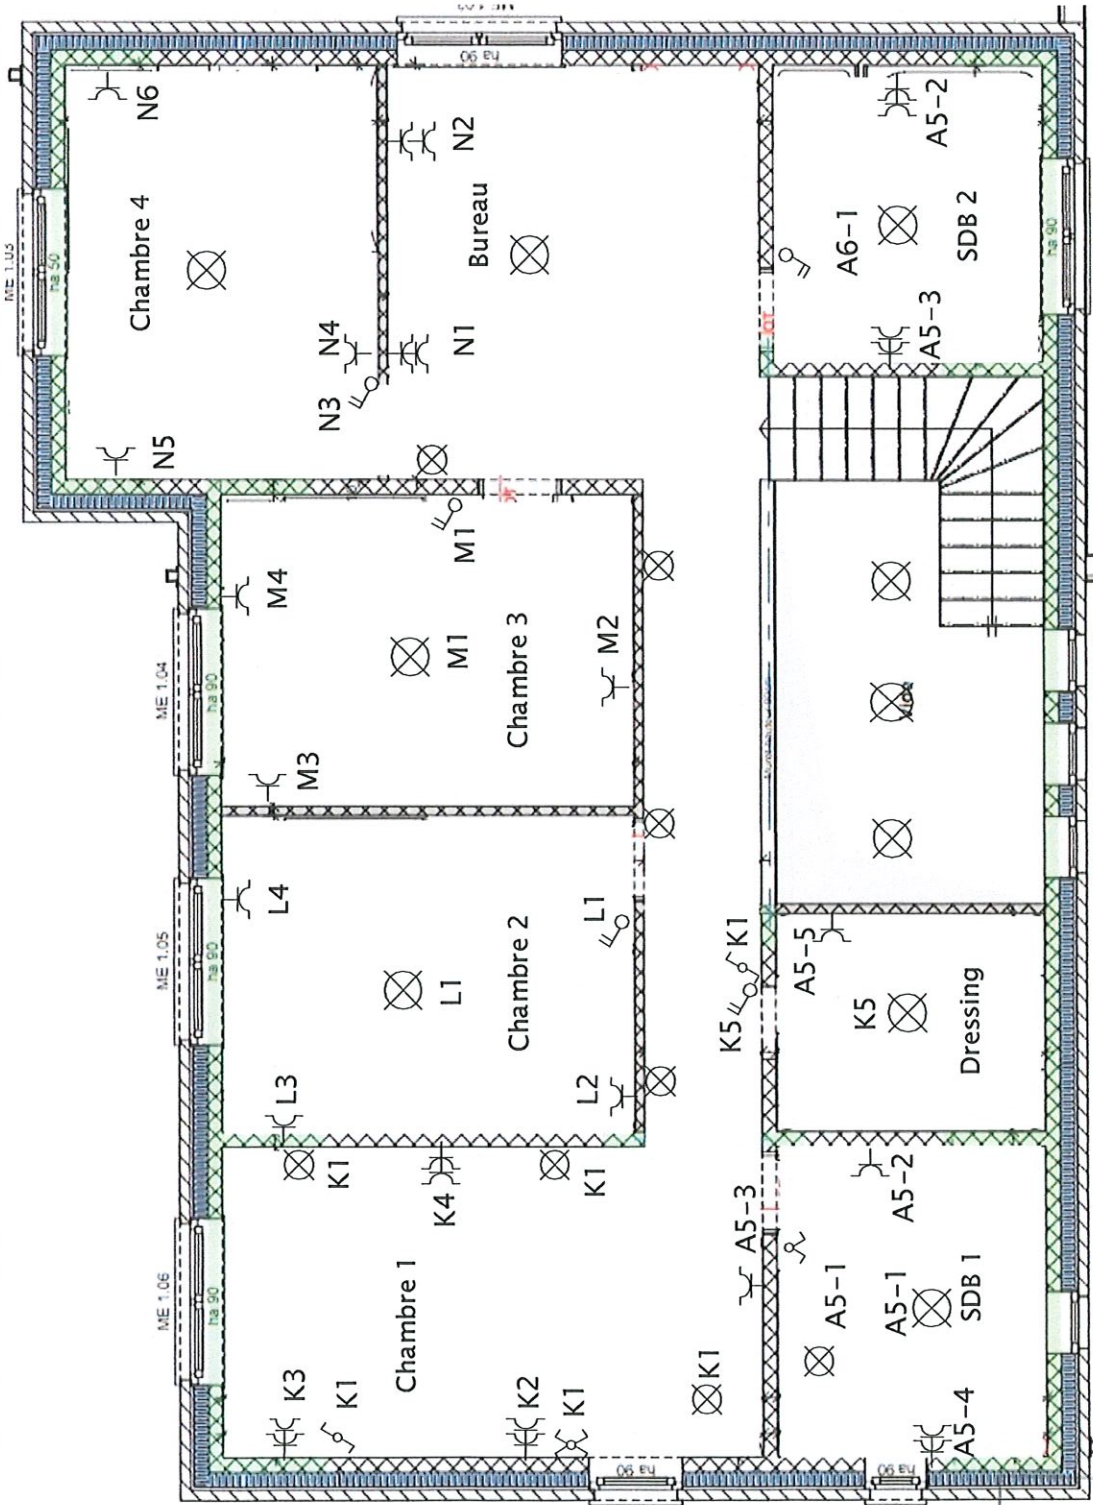 ME 1.03
ha 90
N6
A5-2
N2
Chambre 4
ha 50
Bureau
A6-1
SDB 2
ha 90
N4
N1
A5-3
N3
N5
M1
M4
ME 1.04
ha 90
M1
Chambre 3
M2
M3
L4
ME 1.05
ha 90
L1
Chambre 2
L1
K1
A5-5
K5
K5
Dressing
L3
L2
K1
K4
K1
A5-3
A5-2
ME 1.06
ha 90
Chambre 1
A5-1
A5-1
SDB 1
K3
K1
K2
K1
K1
A5-4
ha 90
ha 90